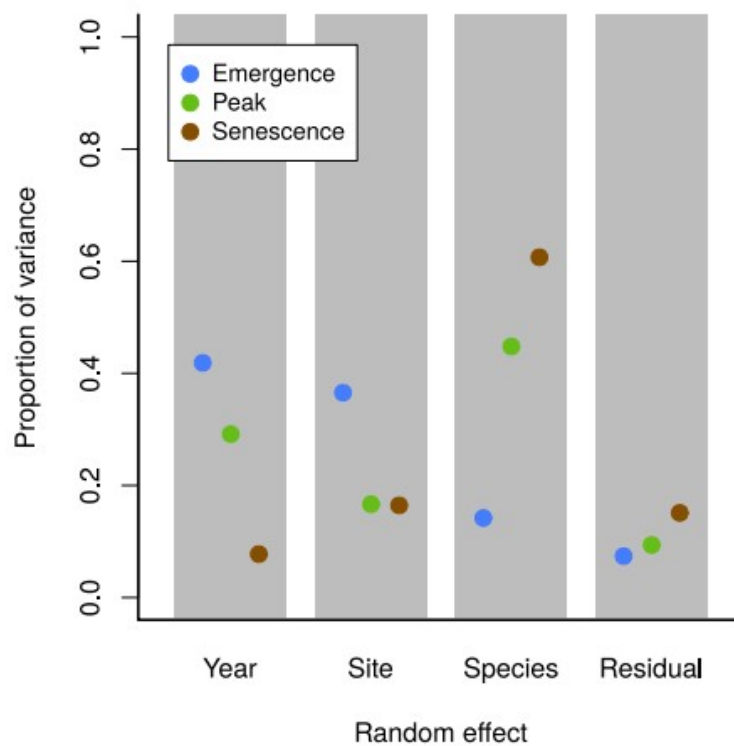 Proportion of variance
1.0
0.8
0.6
0.4
0.2
0.0
Emergence
Peak
Senescence
Year
Site
Species
Residual
Random effect